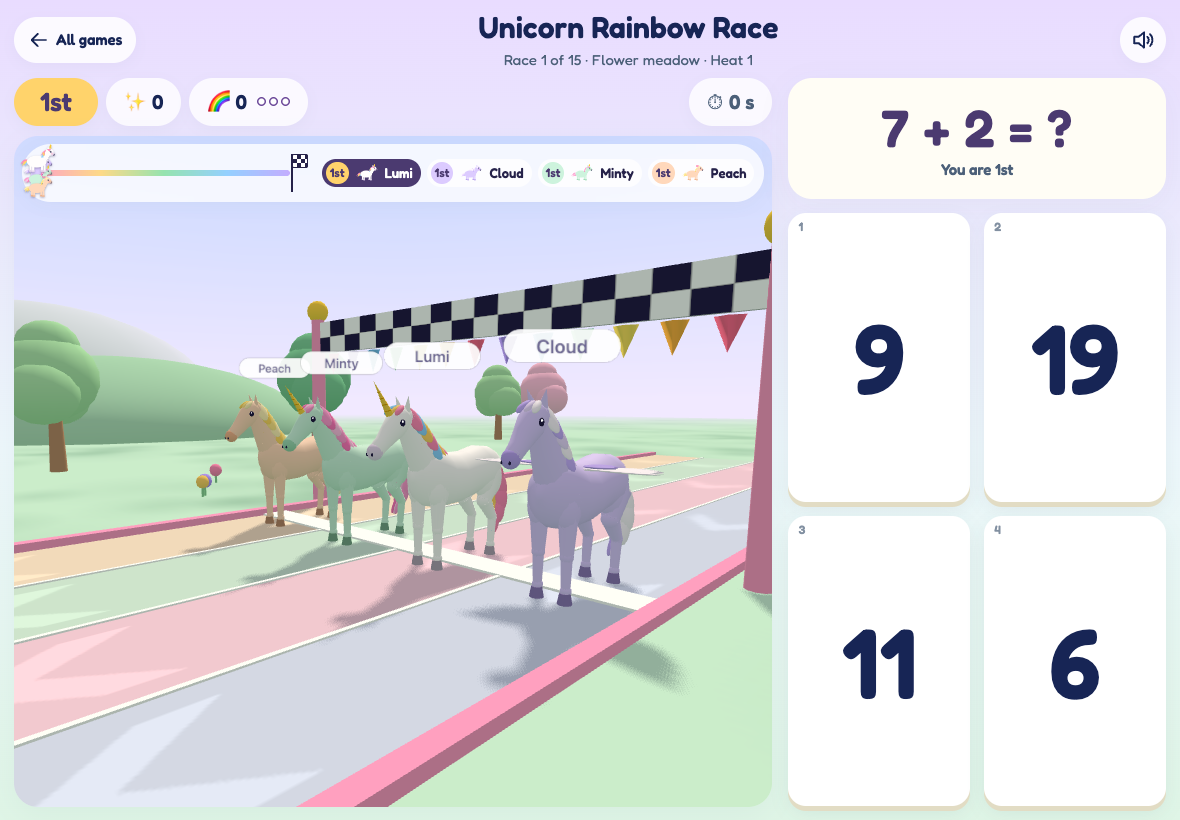 All games
Unicorn Rainbow Race
Race 1 of 15 · Flower meadow · Heat 1
1st
0
0
0 s
1st Lumi
1st Cloud
1st Minty
1st Peach
Peach
Minty
Lumi
Cloud
7 + 2 = ?
You are 1st
1
9
2
19
3
11
4
6